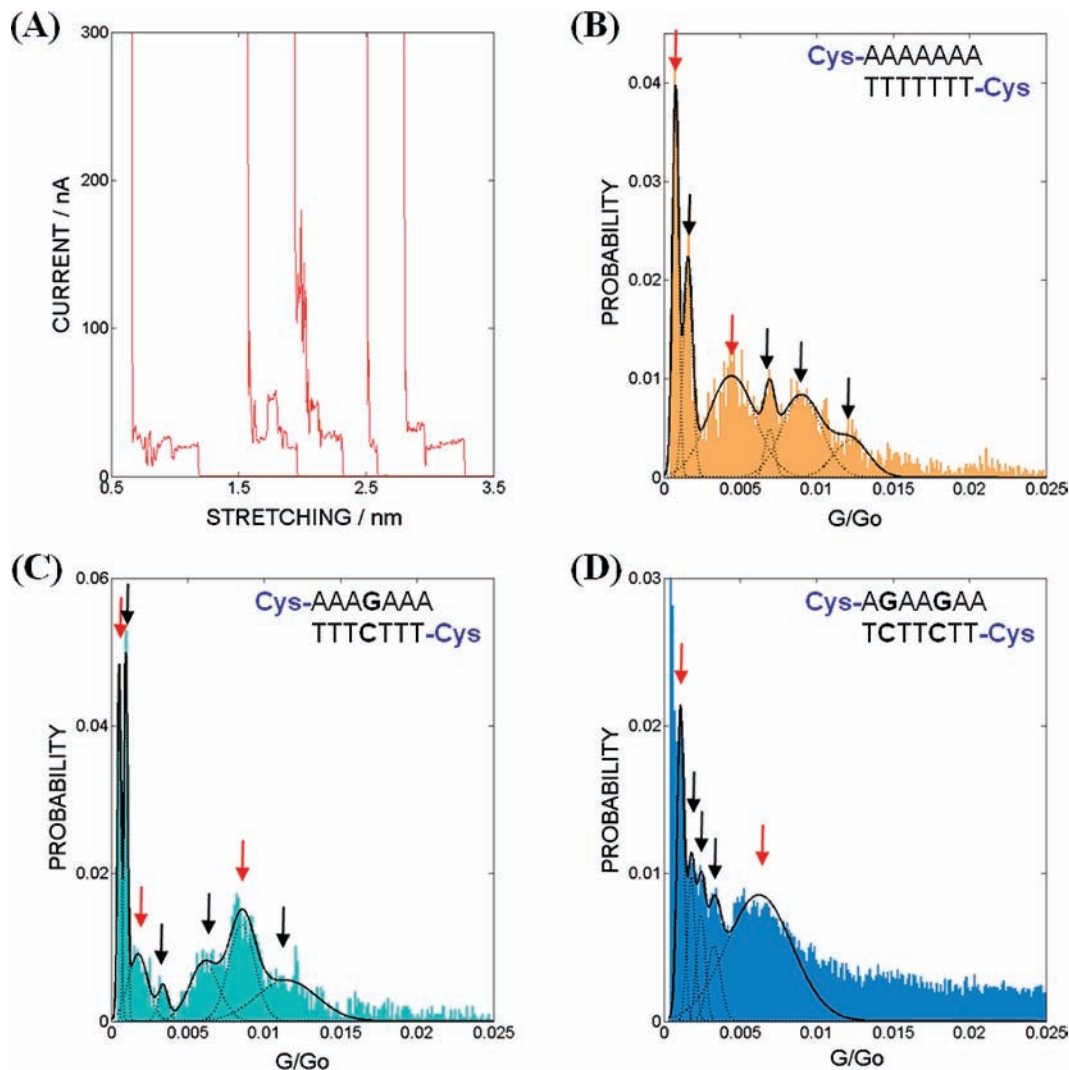 (A)
300
200
100
0
CURRENT / nA
0.5 1.5 2.5 3.5
STRETCHING / nm
(B)
Cys-AAAAAAA
TTTTTTT-Cys
0.04
0.03
0.02
0.01
0
PROBABILITY
0 0.005 0.01 0.015 0.02 0.025
G/Go
(C)
Cys-AAAGAAA
TTTCTTT-Cys
0.06
0.04
0.02
0
PROBABILITY
0 0.005 0.01 0.015 0.02 0.025
G/Go
(D)
Cys-AGAAGAA
TCTTCTT-Cys
0.03
0.02
0.01
0
PROBABILITY
0 0.005 0.01 0.015 0.02 0.025
G/Go